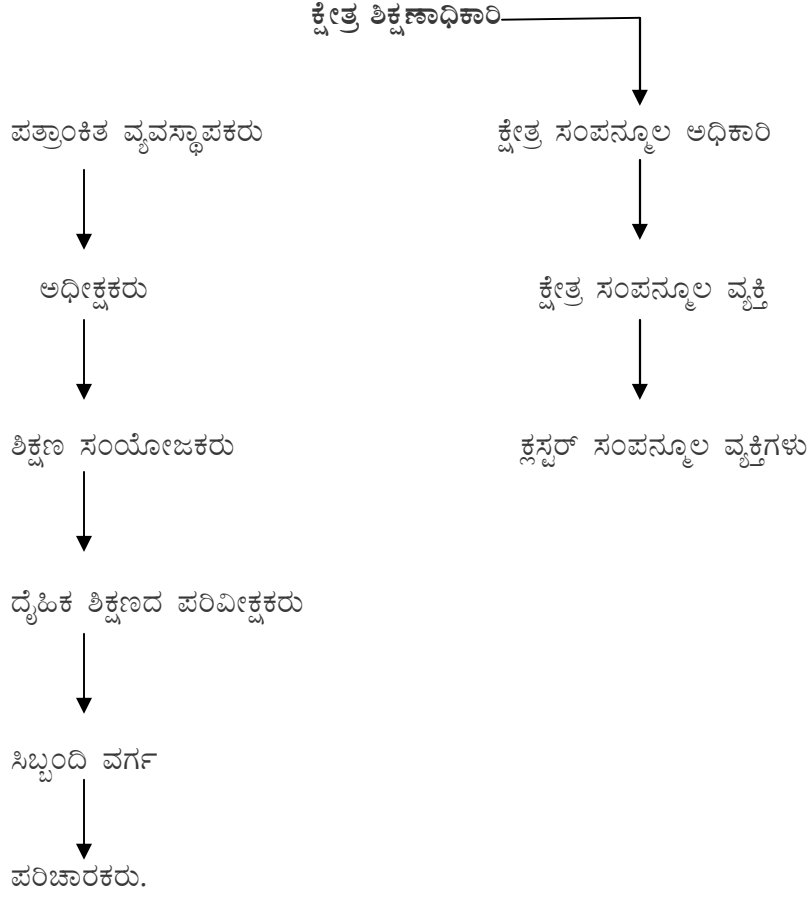 ಕ್ಷೇತ್ರ ಶಿಕ್ಷಣಾಧಿಕಾರಿ
ಪತ್ರಾಂಕಿತ ವ್ಯವಸ್ಥಾಪಕರು
ಕ್ಷೇತ್ರ ಸಂಪನ್ಮೂಲ ಅಧಿಕಾರಿ
ಅಧೀಕ್ಷಕರು
ಕ್ಷೇತ್ರ ಸಂಪನ್ಮೂಲ ವ್ಯಕ್ತಿ
ಶಿಕ್ಷಣ ಸಂಯೋಜಕರು
ಕ್ಲಸ್ಟರ್ ಸಂಪನ್ಮೂಲ ವ್ಯಕ್ತಿಗಳು
ದೈಹಿಕ ಶಿಕ್ಷಣದ ಪರಿವೀಕ್ಷಕರು
ಸಿಬ್ಬಂದಿ ವರ್ಗ
ಪರಿಚಾರಕರು.